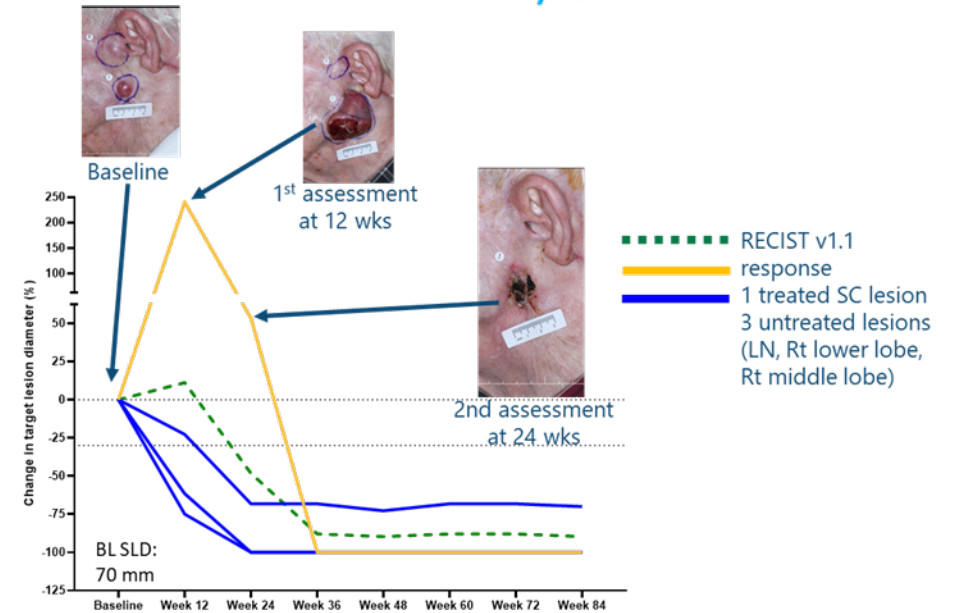 Baseline
1st assessment
at 12 wks
2nd assessment
at 24 wks
RECIST v1.1
response
1 treated SC lesion
3 untreated lesions
(LN, Rt lower lobe,
Rt middle lobe)
Change in target lesion diameter (%)
250
200
150
100
50
25
0
-25
-50
-75
-100
-125
BL SLD:
70 mm
Baseline Week 12 Week 24 Week 36 Week 48 Week 60 Week 72 Week 84